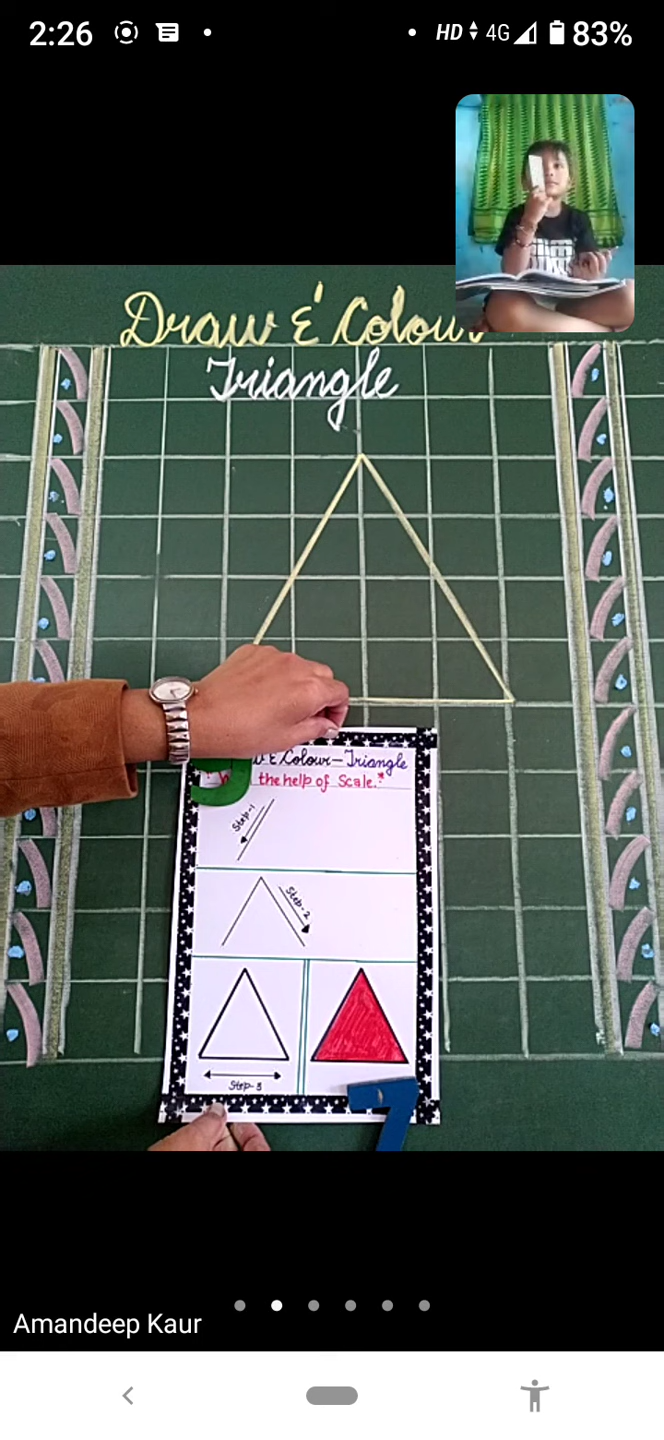 2:26 HD 4G 83%
Draw & Colour
Triangle
& Colour-Triangle
the help of Scale.*
Step-1
Step-2
Step-3
Amandeep Kaur